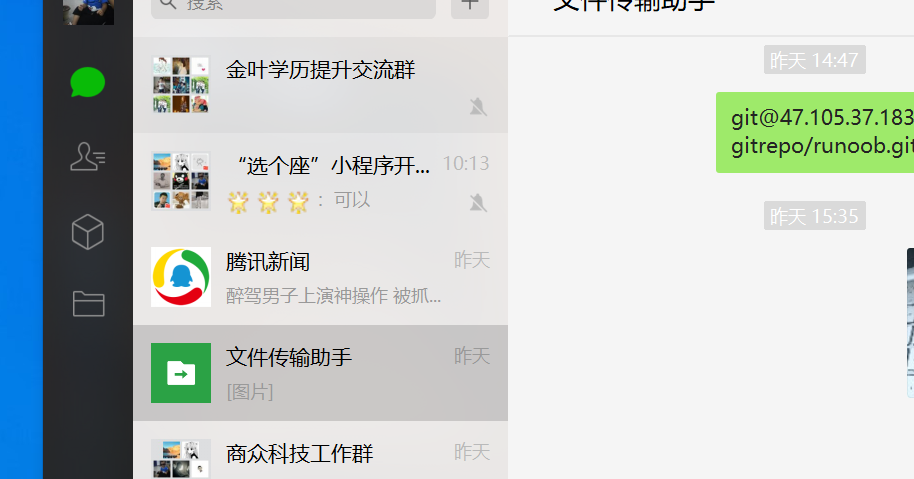 搜索
文件传输助手
金叶学历提升交流群
“选个座”小程序开... 10:13
：可以
腾讯新闻 昨天
醉驾男子上演神操作 被抓...
文件传输助手 昨天
[图片]
商众科技工作群 昨天
昨天 14:47
git@47.105.37.183
gitrepo/runoob.git
昨天 15:35